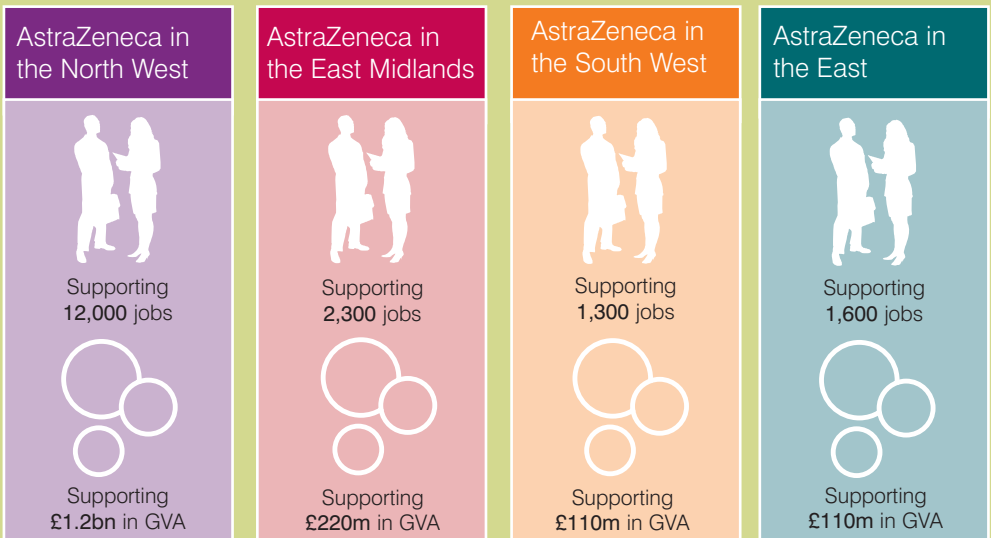 AstraZeneca in
the North West
Supporting
12,000 jobs
Supporting
£1.2bn in GVA
AstraZeneca in
the East Midlands
Supporting
2,300 jobs
Supporting
£220m in GVA
AstraZeneca in
the South West
Supporting
1,300 jobs
Supporting
£110m in GVA
AstraZeneca in
the East
Supporting
1,600 jobs
Supporting
£110m in GVA